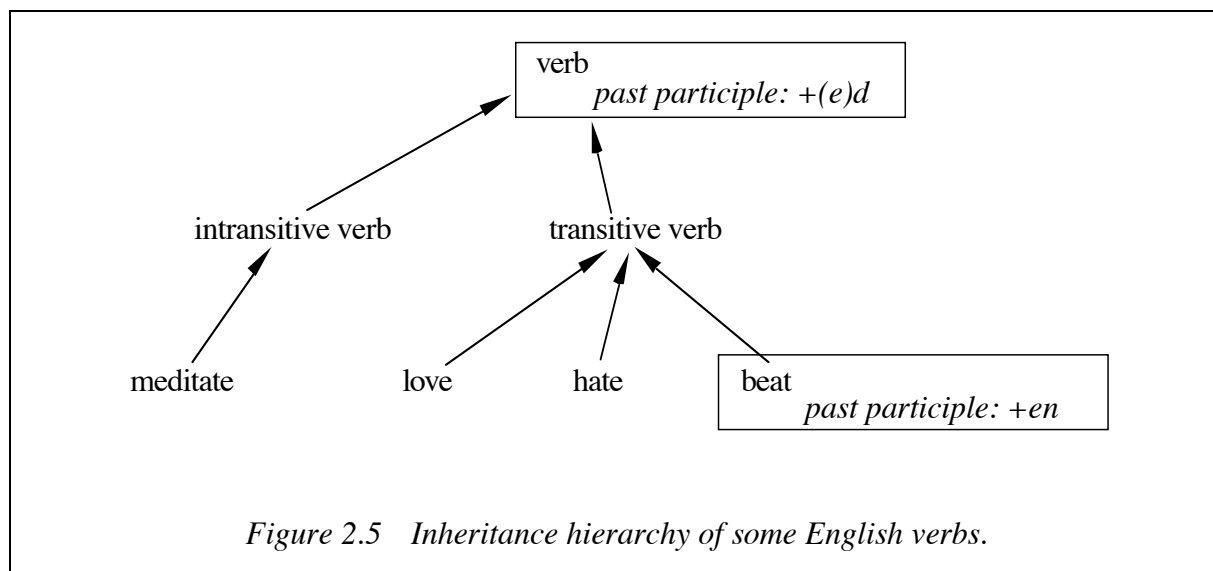 verb
past participle: +(e)d
intransitive verb
transitive verb
meditate
love
hate
beat
past participle: +en
Figure 2.5 Inheritance hierarchy of some English verbs.